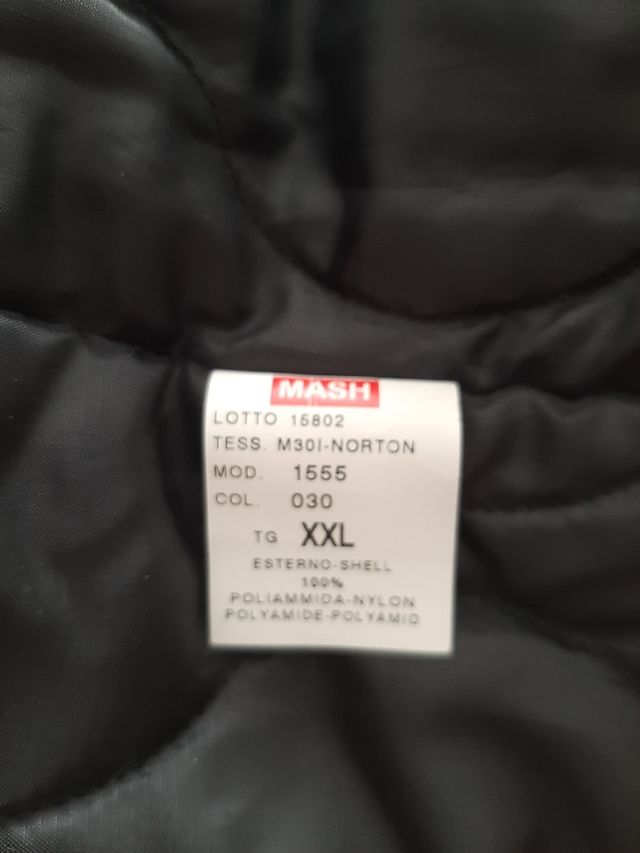 MASH
LOTTO 15802
TESS. M30I-NORTON
MOD. 1555
COL. 030
TG XXL
ESTERNO-SHELL
100%
POLIAMMIDA-NYLON
POLYAMIDE-POLYAMID